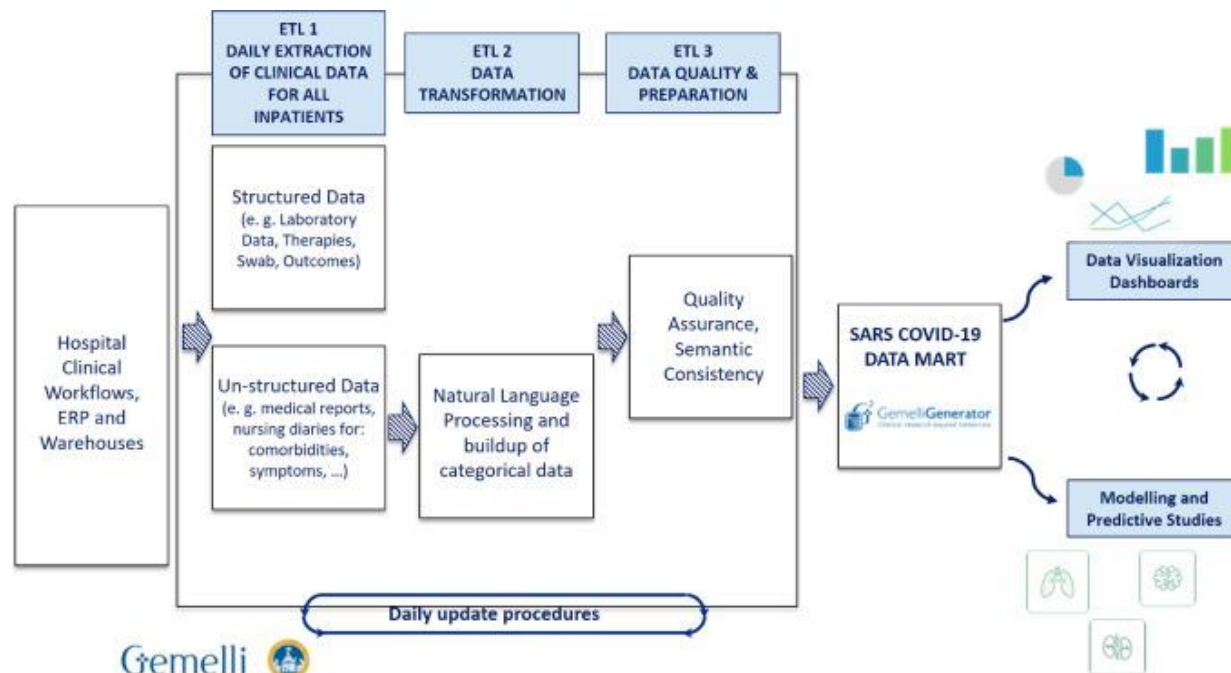 ETL 1
DAILY EXTRACTION
OF CLINICAL DATA
FOR ALL
INPATIENTS
ETL 2
DATA
TRANSFORMATION
ETL 3
DATA QUALITY &
PREPARATION
Hospital
Clinical
Workflows,
ERP and
Warehouses
Structured Data
(e. g. Laboratory
Data, Therapies,
Swab, Outcomes)
Un-structured Data
(e. g. medical reports,
nursing diaries for:
comorbidities,
symptoms, ...)
Natural Language
Processing and
buildup of
categorical data
Quality
Assurance,
Semantic
Consistency
SARS COVID-19
DATA MART
GemelliGenerator
Data Visualization
Dashboards
Modelling and
Predictive Studies
Daily update procedures
Gemelli